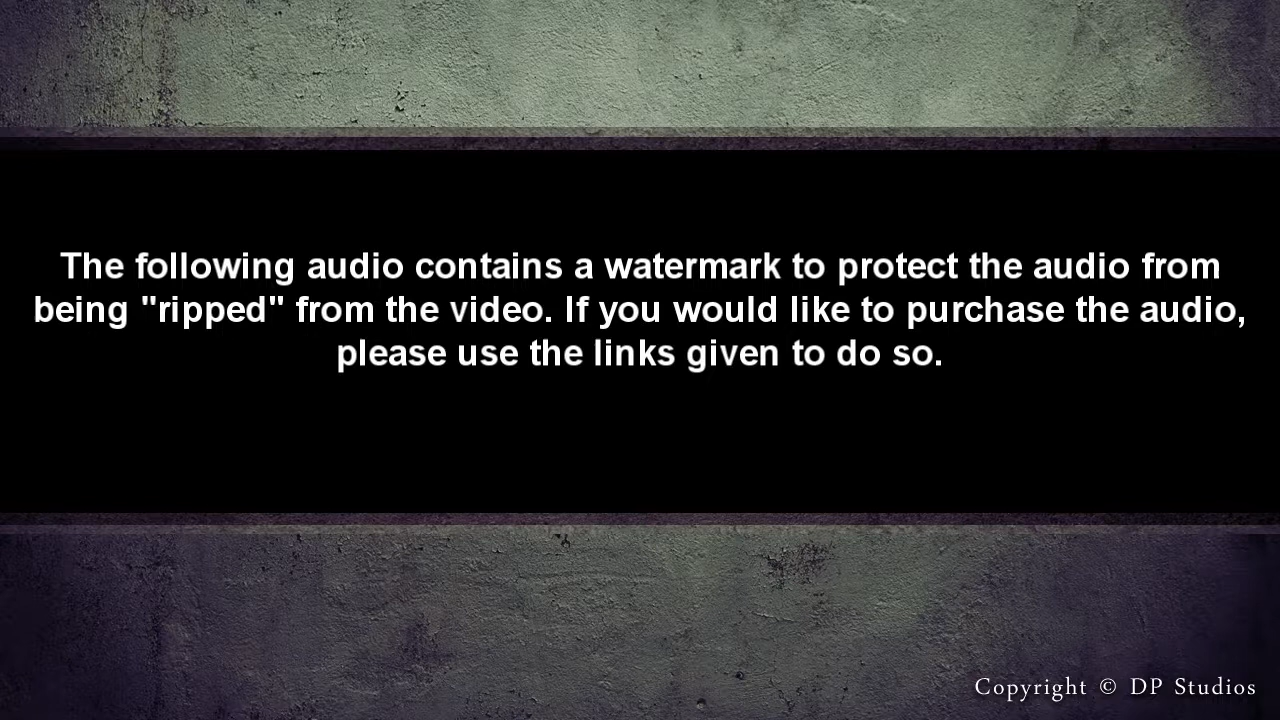 The following audio contains a watermark to protect the audio from
being "ripped" from the video. If you would like to purchase the audio,
please use the links given to do so.
Copyright © DP Studios